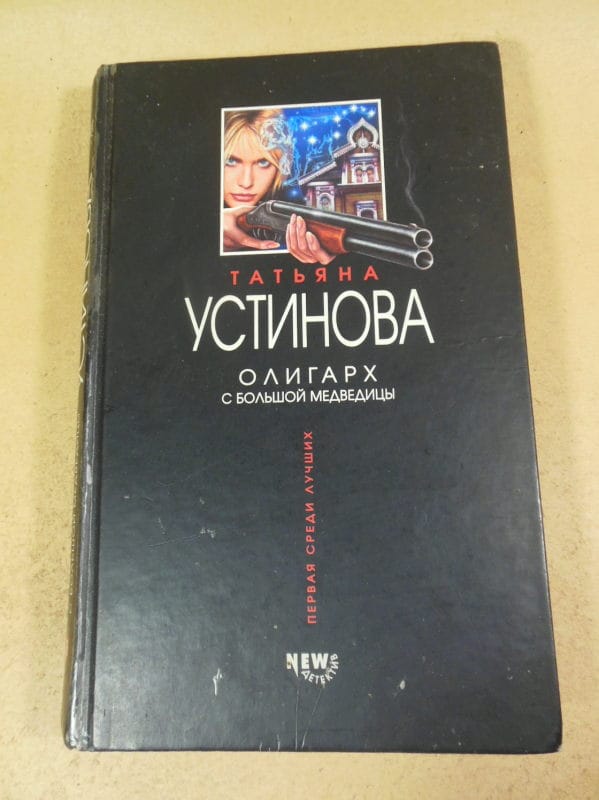 ТАТЬЯНА
УСТИНОВА
ОЛИГАРХ
С БОЛЬШОЙ МЕДВЕДИЦЫ
ПЕРВАЯ СРЕДИ ЛУЧШИХ
NEW
ДЕТЕКТИВ